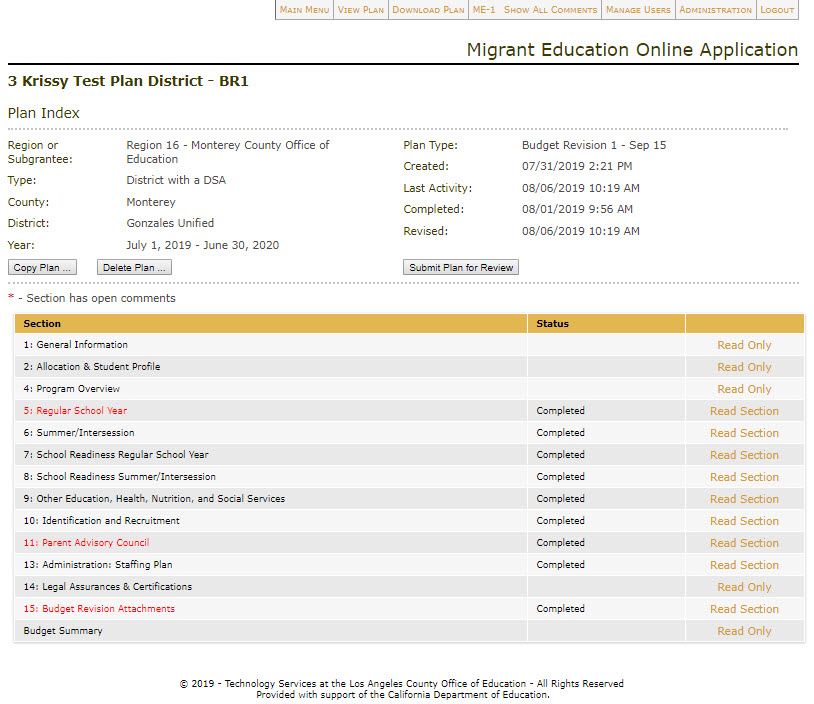 MAIN MENU VIEW PLAN DOWNLOAD PLAN ME-1 SHOW ALL COMMENTS MANAGE USERS ADMINISTRATION LOGOUT
Migrant Education Online Application
3 Krissy Test Plan District - BR1
Plan Index
Region or Subgrantee: Region 16 - Monterey County Office of Education
Type: District with a DSA
County: Monterey
District: Gonzales Unified
Year: July 1, 2019 - June 30, 2020
Plan Type: Budget Revision 1 - Sep 15
Created: 07/31/2019 2:21 PM
Last Activity: 08/06/2019 10:19 AM
Completed: 08/01/2019 9:56 AM
Revised: 08/06/2019 10:19 AM
Copy Plan ... Delete Plan ... Submit Plan for Review
* - Section has open comments
Section Status
1: General Information Read Only
2: Allocation & Student Profile Read Only
4: Program Overview Read Only
5: Regular School Year Completed Read Section
6: Summer/Intersession Completed Read Section
7: School Readiness Regular School Year Completed Read Section
8: School Readiness Summer/Intersession Completed Read Section
9: Other Education, Health, Nutrition, and Social Services Completed Read Section
10: Identification and Recruitment Completed Read Section
11: Parent Advisory Council Completed Read Section
13: Administration: Staffing Plan Completed Read Section
14: Legal Assurances & Certifications Read Only
15: Budget Revision Attachments Completed Read Section
Budget Summary Read Only
© 2019 - Technology Services at the Los Angeles County Office of Education - All Rights Reserved
Provided with support of the California Department of Education.